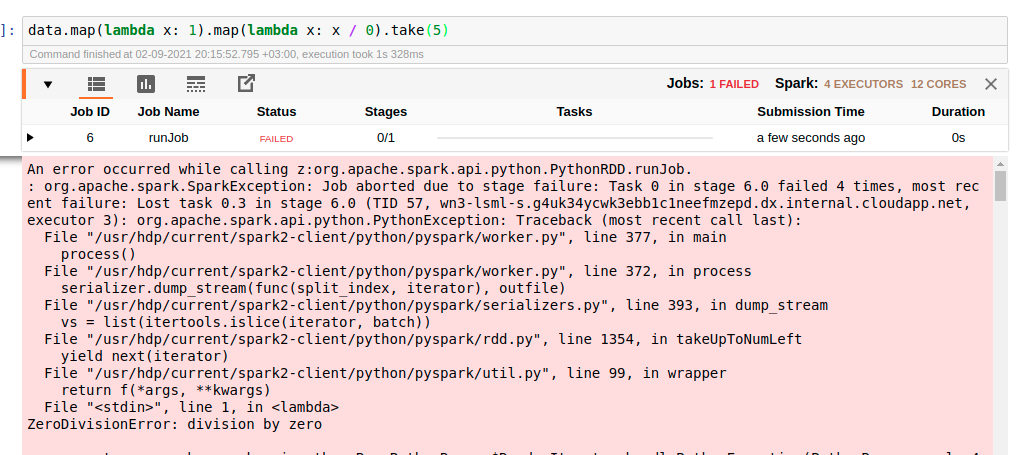 ]: data.map(lambda x: 1).map(lambda x: x / 0).take(5)
Command finished at 02-09-2021 20:15:52.795 +03:00, execution took 1s 328ms
Jobs: 1 FAILED Spark: 4 EXECUTORS 12 CORES
Job ID Job Name Status Stages Tasks Submission Time Duration
6 runJob FAILED 0/1 a few seconds ago 0s
An error occurred while calling z:org.apache.spark.api.python.PythonRDD.runJob.
: org.apache.spark.SparkException: Job aborted due to stage failure: Task 0 in stage 6.0 failed 4 times, most rec
ent failure: Lost task 0.3 in stage 6.0 (TID 57, wn3-lsml-s.g4uk34ycwk3ebb1c1neefmzepd.dx.internal.cloudapp.net,
executor 3): org.apache.spark.api.python.PythonException: Traceback (most recent call last):
  File "/usr/hdp/current/spark2-client/python/pyspark/worker.py", line 377, in main
    process()
  File "/usr/hdp/current/spark2-client/python/pyspark/worker.py", line 372, in process
    serializer.dump_stream(func(split_index, iterator), outfile)
  File "/usr/hdp/current/spark2-client/python/pyspark/serializers.py", line 393, in dump_stream
    vs = list(itertools.islice(iterator, batch))
  File "/usr/hdp/current/spark2-client/python/pyspark/rdd.py", line 1354, in takeUpToNumLeft
    yield next(iterator)
  File "/usr/hdp/current/spark2-client/python/pyspark/util.py", line 99, in wrapper
    return f(*args, **kwargs)
  File "<stdin>", line 1, in <lambda>
ZeroDivisionError: division by zero